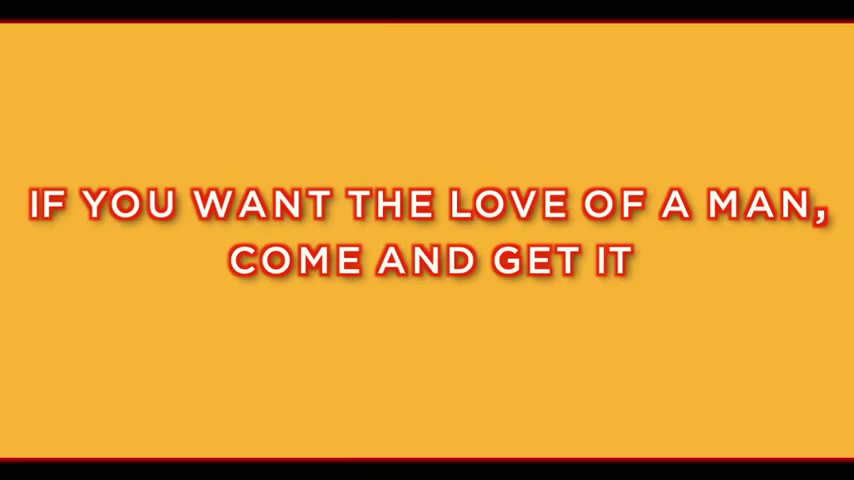 IF YOU WANT THE LOVE OF A MAN,
COME AND GET IT